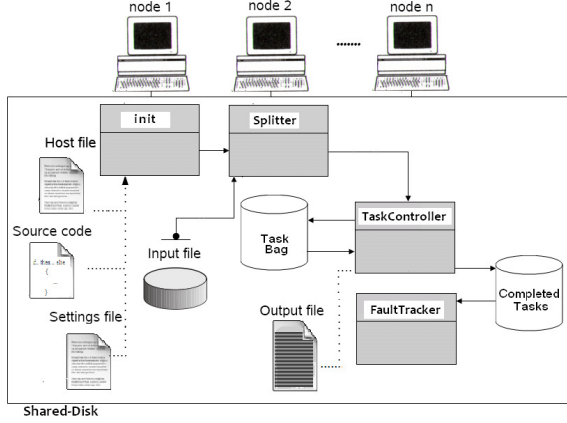 node 1
node 2
node n
.......
init
Splitter
Host file
TaskController
Source code
Input file
Task
Bag
Completed
Tasks
Settings file
Output file
FaultTracker
Shared-Disk